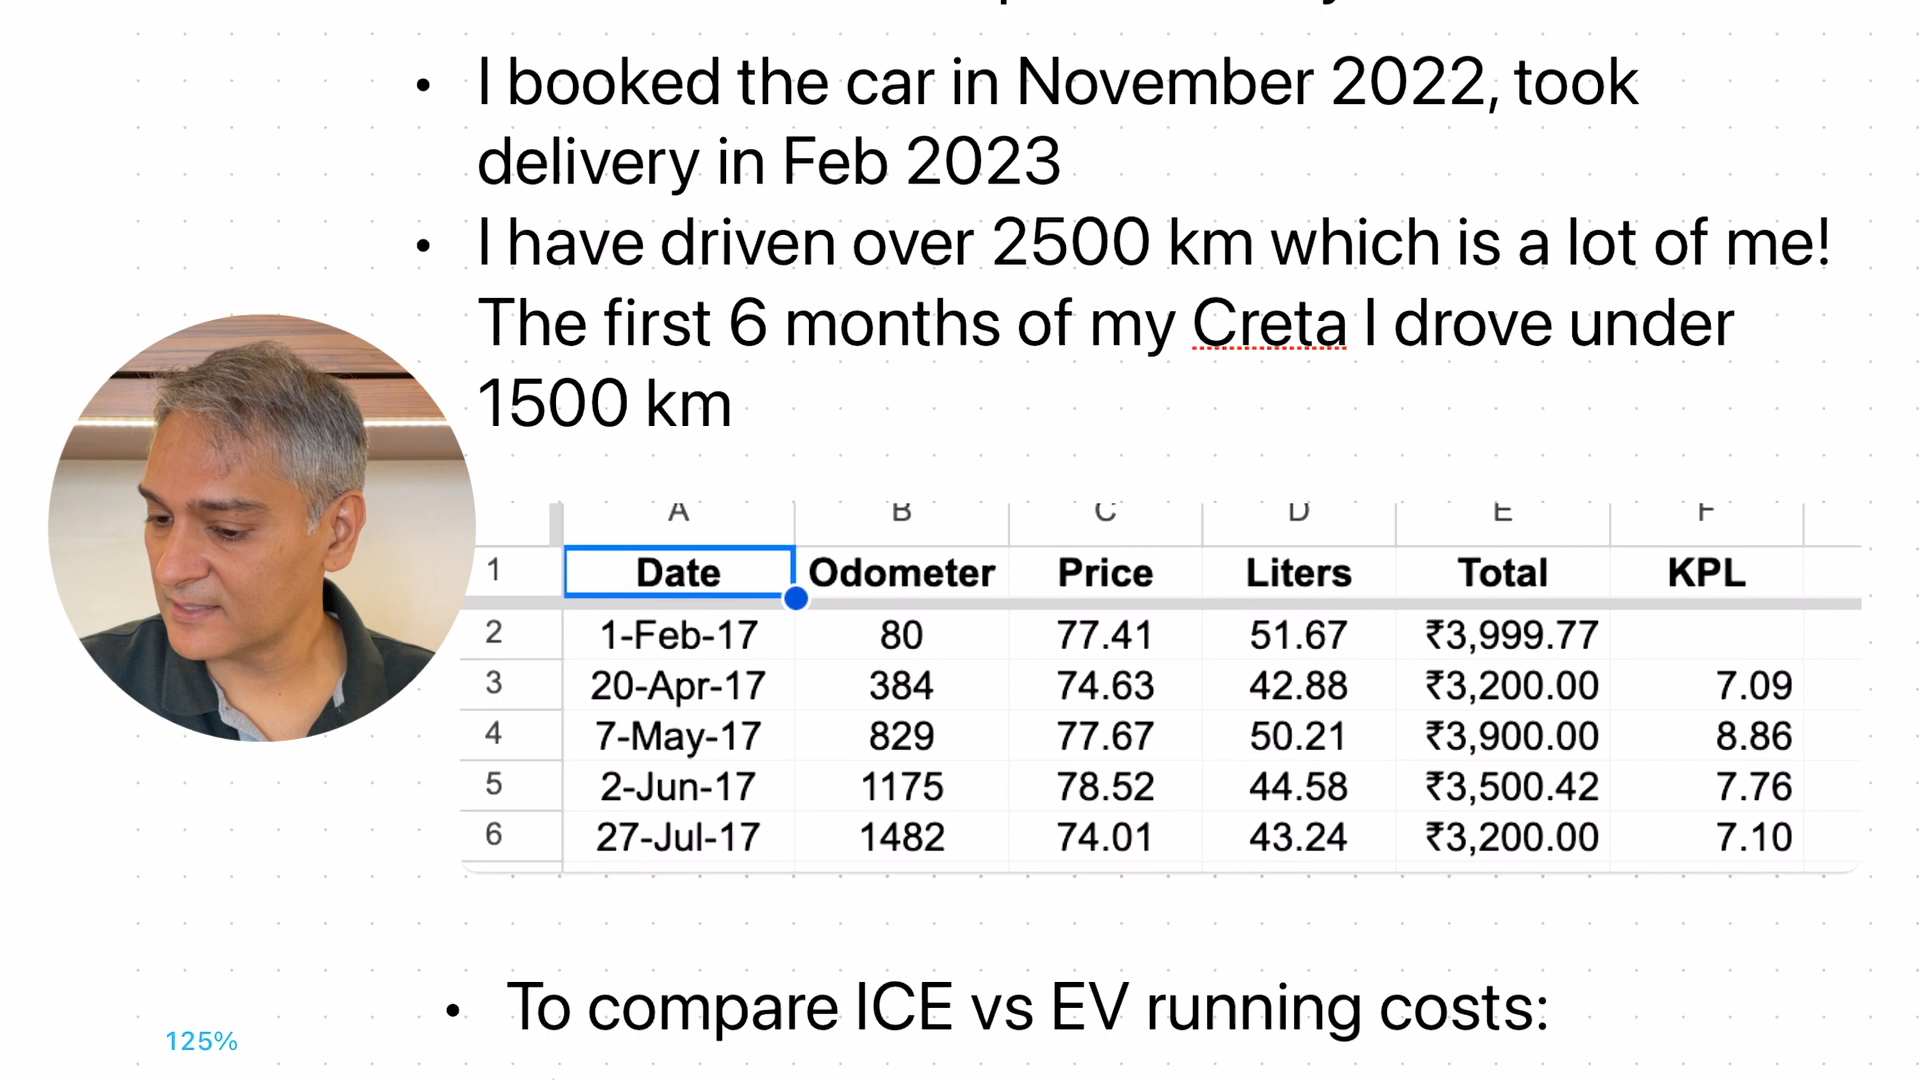 • I booked the car in November 2022, took
delivery in Feb 2023
• I have driven over 2500 km which is a lot of me!
The first 6 months of my Creta I drove under
1500 km
A B C D E F
1 Date Odometer Price Liters Total KPL
2 1-Feb-17 80 77.41 51.67 ₹3,999.77
3 20-Apr-17 384 74.63 42.88 ₹3,200.00 7.09
4 7-May-17 829 77.67 50.21 ₹3,900.00 8.86
5 2-Jun-17 1175 78.52 44.58 ₹3,500.42 7.76
6 27-Jul-17 1482 74.01 43.24 ₹3,200.00 7.10
• To compare ICE vs EV running costs:
125%